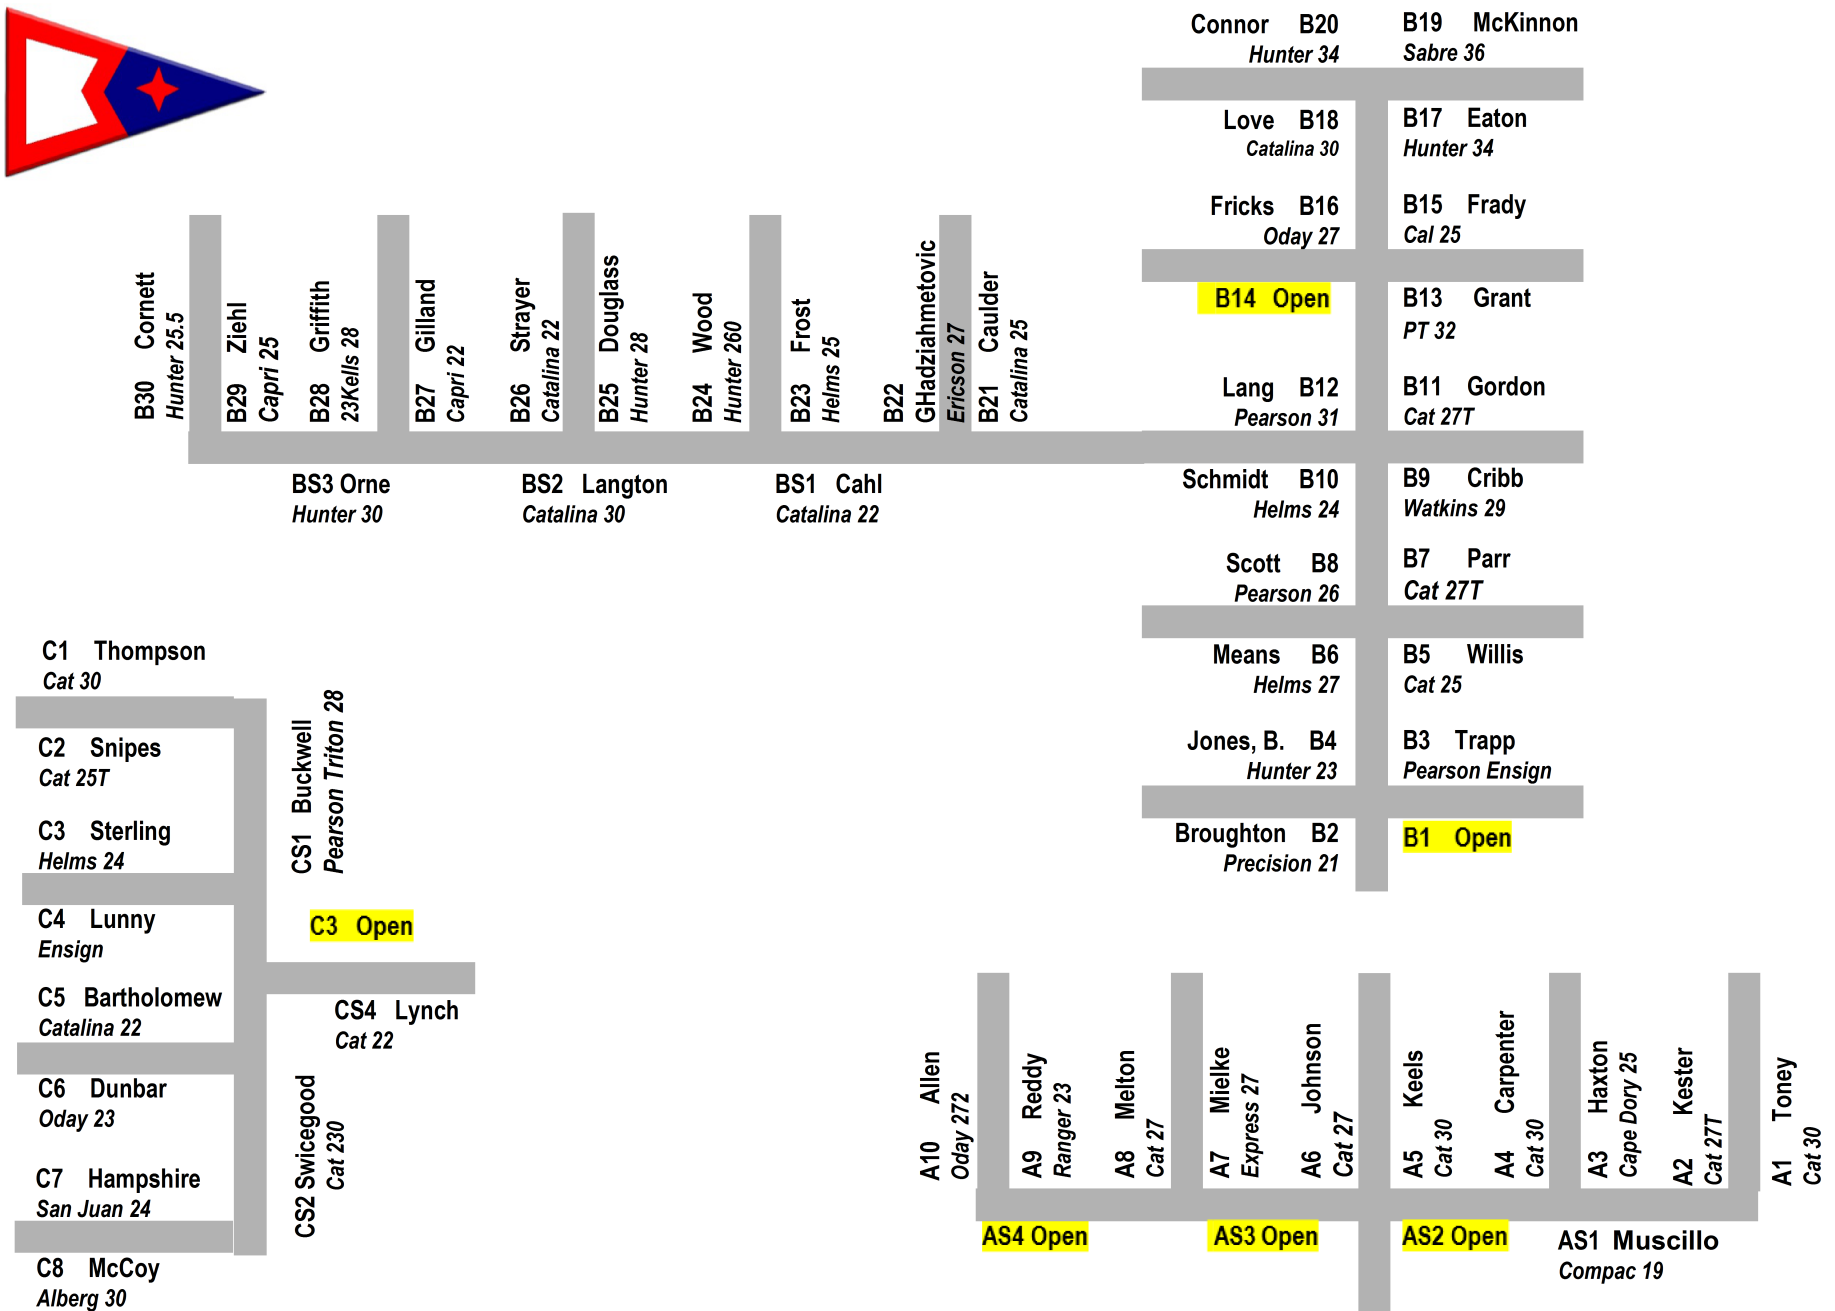 Connor B20
Hunter 34
B19 McKinnon
Sabre 36
Love B18
Catalina 30
B17 Eaton
Hunter 34
Fricks B16
Oday 27
B15 Frady
Cal 25
B14 Open
B13 Grant
PT 32
Lang B12
Pearson 31
B11 Gordon
Cat 27T
Schmidt B10
Helms 24
B9 Cribb
Watkins 29
Scott B8
Pearson 26
B7 Parr
Cat 27T
Means B6
Helms 27
B5 Willis
Cat 25
Jones, B. B4
Hunter 23
B3 Trapp
Pearson Ensign
Broughton B2
Precision 21
B1 Open
B30 Cornett
Hunter 25.5
B29 Ziehl
Capri 25
B28 Griffith
23Kells 28
B27 Gilland
Capri 22
B26 Strayer
Catalina 22
B25 Douglass
Hunter 28
B24 Wood
Hunter 260
B23 Frost
Helms 25
B22
GHadziahmetovic
Ericson 27
B21 Caulder
Catalina 25
BS3 Orne
Hunter 30
BS2 Langton
Catalina 30
BS1 Cahl
Catalina 22
C1 Thompson
Cat 30
C2 Snipes
Cat 25T
C3 Sterling
Helms 24
C4 Lunny
Ensign
C5 Bartholomew
Catalina 22
C6 Dunbar
Oday 23
C7 Hampshire
San Juan 24
C8 McCoy
Alberg 30
CS1 Buckwell
Pearson Triton 28
C3 Open
CS4 Lynch
Cat 22
CS2 Swicegood
Cat 230
A10 Allen
Oday 272
A9 Reddy
Ranger 23
A8 Melton
Cat 27
A7 Mielke
Express 27
A6 Johnson
Cat 27
A5 Keels
Cat 30
A4 Carpenter
Cat 30
A3 Haxton
Cape Dory 25
A2 Kester
Cat 27T
A1 Toney
Cat 30
AS4 Open
AS3 Open
AS2 Open
AS1 Muscillo
Compac 19